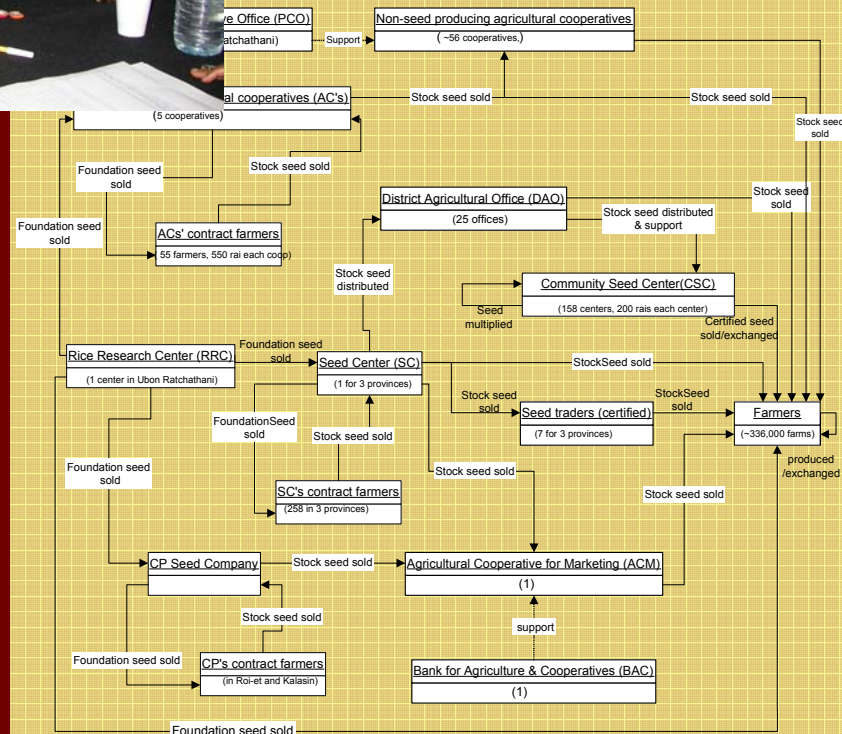 ve Office (PCO)
atchathani)
Support
Non-seed producing agricultural cooperatives
( ~56 cooperatives,)
al cooperatives (AC's)
(5 cooperatives)
Stock seed sold
Stock seed sold
Stock seed
sold
Foundation seed
sold
Stock seed sold
Foundation seed
sold
ACs' contract farmers
55 farmers, 550 rai each coop)
District Agricultural Office (DAO)
(25 offices)
Stock seed
sold
Stock seed distributed
& support
Stock seed
distributed
Community Seed Center(CSC)
(158 centers, 200 rais each center)
Seed
multiplied
Certified seed
sold/exchanged
Rice Research Center (RRC)
(1 center in Ubon Ratchathani)
Foundation seed
sold
Seed Center (SC)
(1 for 3 provinces)
StockSeed sold
Stock seed
sold
Seed traders (certified)
(7 for 3 provinces)
StockSeed
sold
Farmers
(~336,000 farms)
produced
/exchanged
FoundationSeed
sold
Stock seed sold
Foundation seed
sold
Stock seed sold
SC's contract farmers
(258 in 3 provinces)
Stock seed sold
CP Seed Company
Stock seed sold
Agricultural Cooperative for Marketing (ACM)
(1)
Stock seed sold
support
Foundation seed sold
CP's contract farmers
(in Roi-et and Kalasin)
Bank for Agriculture & Cooperatives (BAC)
(1)
Foundation seed sold